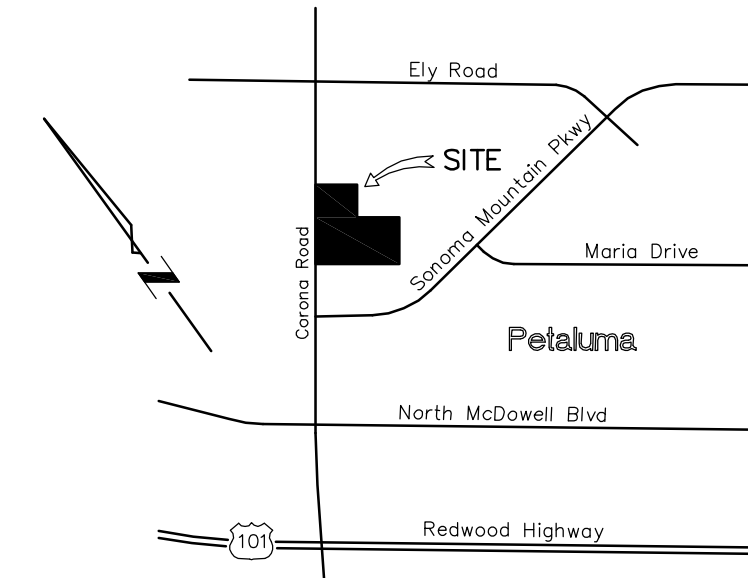 Ely Road
SITE
Sonoma Mountain Pkwy
Corona Road
Maria Drive
Petaluma
North McDowell Blvd
Redwood Highway
101
N